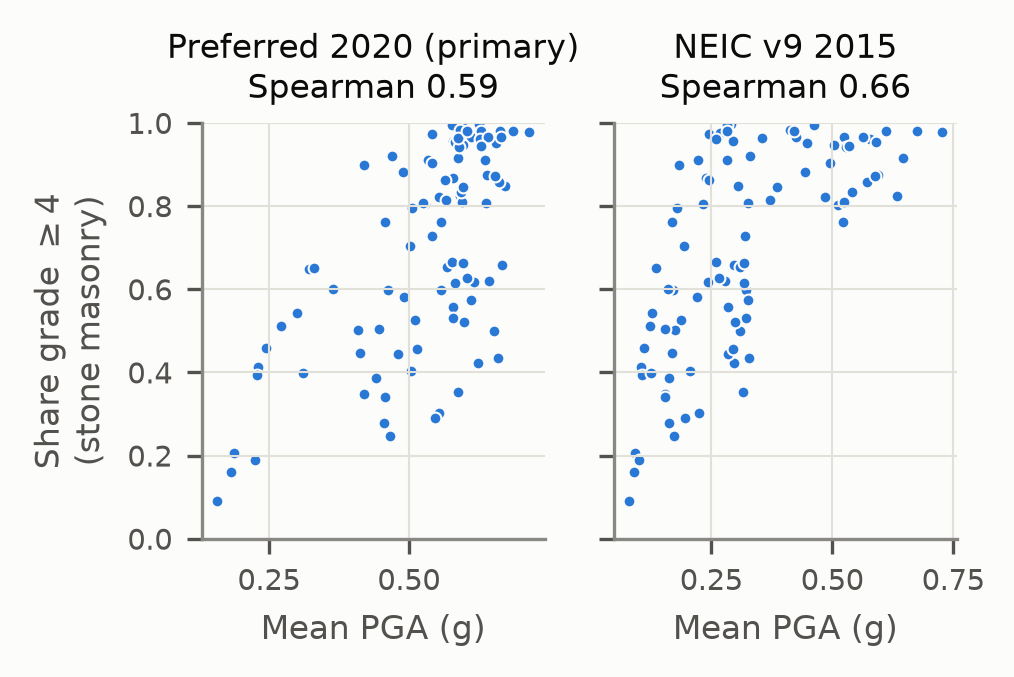 Preferred 2020 (primary)
Spearman 0.59
NEIC v9 2015
Spearman 0.66
Share grade ≥ 4
(stone masonry)
1.0
0.8
0.6
0.4
0.2
0.0
0.25 0.50
0.25 0.50 0.75
Mean PGA (g)
Mean PGA (g)